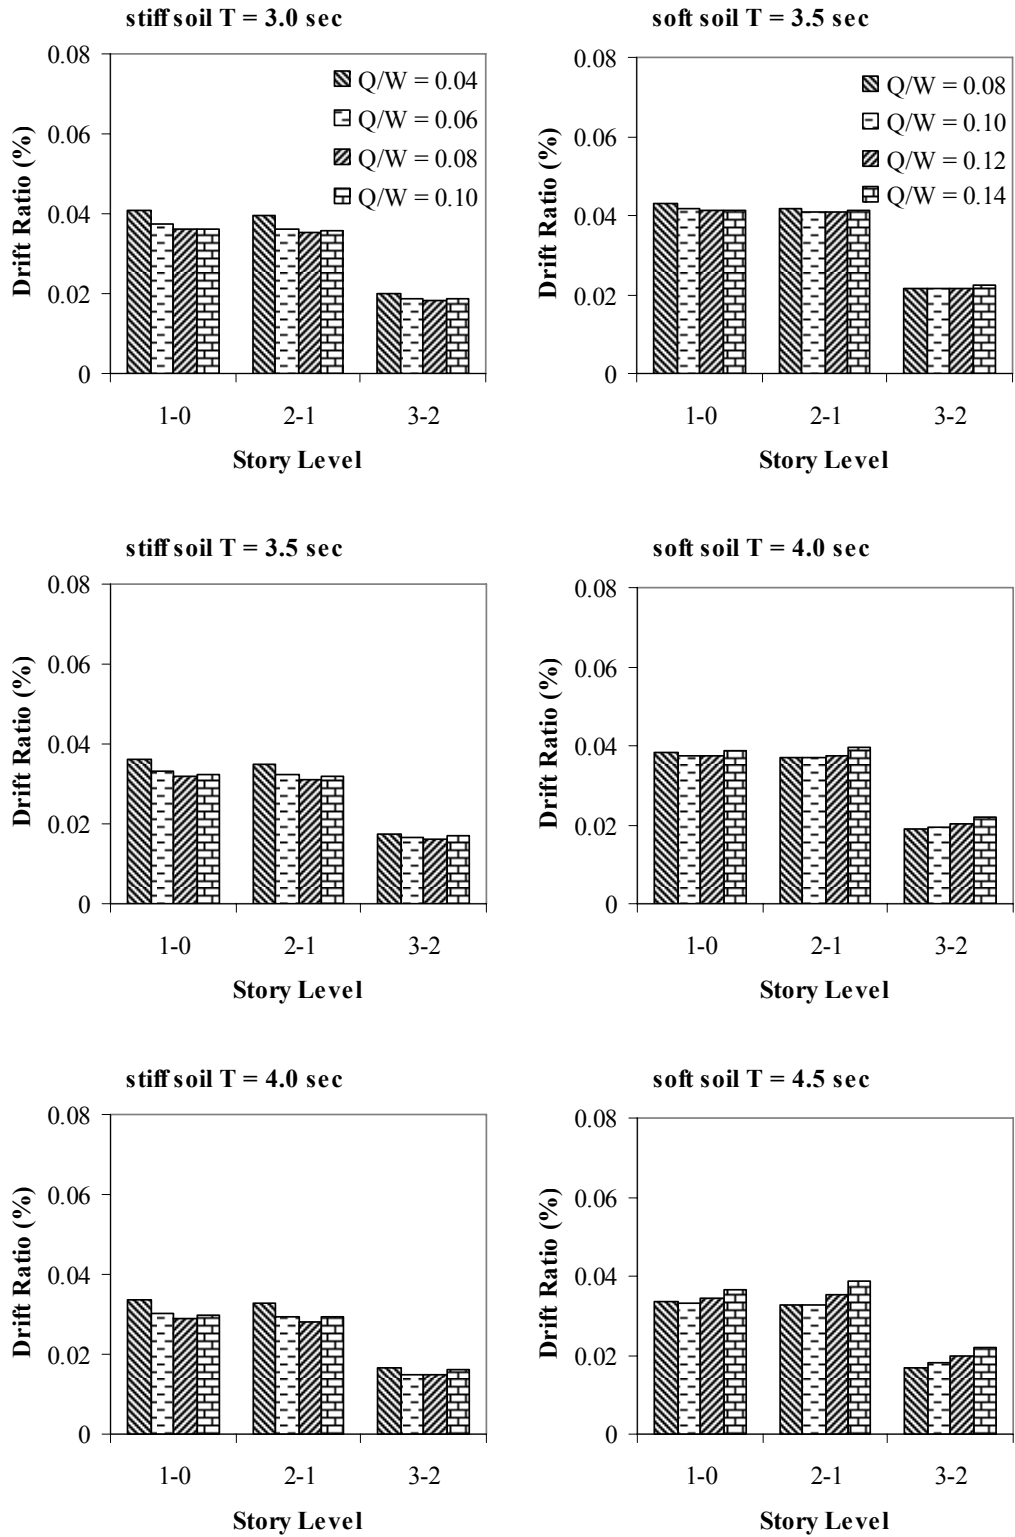 stiff soil T = 3.0 sec
Drift Ratio (%)
0.08
0.06
0.04
0.02
0
Q/W = 0.04
Q/W = 0.06
Q/W = 0.08
Q/W = 0.10
1-0 2-1 3-2
Story Level
soft soil T = 3.5 sec
Drift Ratio (%)
0.08
0.06
0.04
0.02
0
Q/W = 0.08
Q/W = 0.10
Q/W = 0.12
Q/W = 0.14
1-0 2-1 3-2
Story Level
stiff soil T = 3.5 sec
Drift Ratio (%)
0.08
0.06
0.04
0.02
0
1-0 2-1 3-2
Story Level
soft soil T = 4.0 sec
Drift Ratio (%)
0.08
0.06
0.04
0.02
0
1-0 2-1 3-2
Story Level
stiff soil T = 4.0 sec
Drift Ratio (%)
0.08
0.06
0.04
0.02
0
1-0 2-1 3-2
Story Level
soft soil T = 4.5 sec
Drift Ratio (%)
0.08
0.06
0.04
0.02
0
1-0 2-1 3-2
Story Level